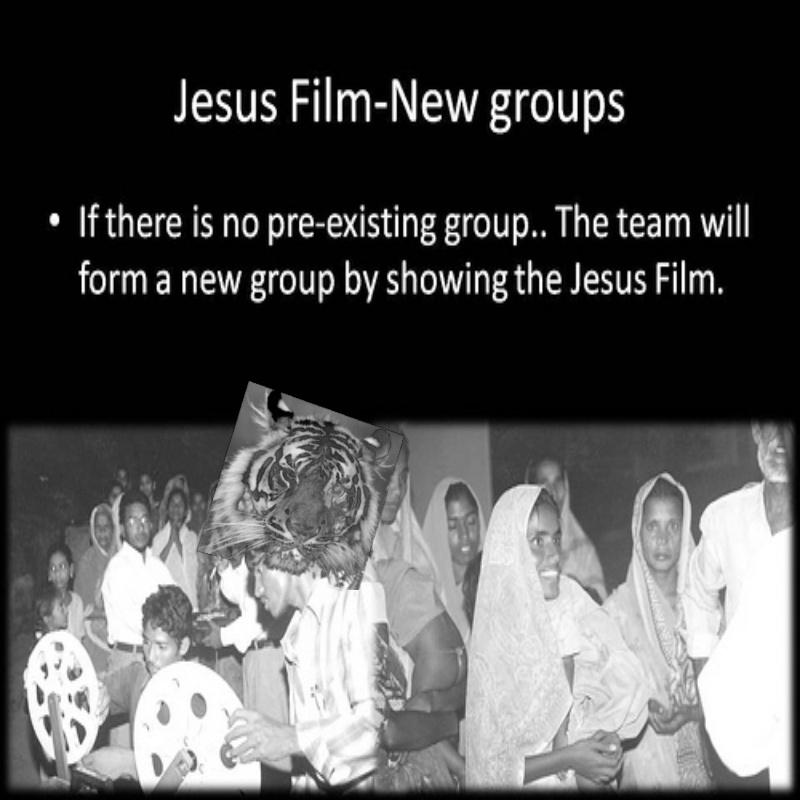 Jesus Film-New groups
• If there is no pre-existing group.. The team will
form a new group by showing the Jesus Film.